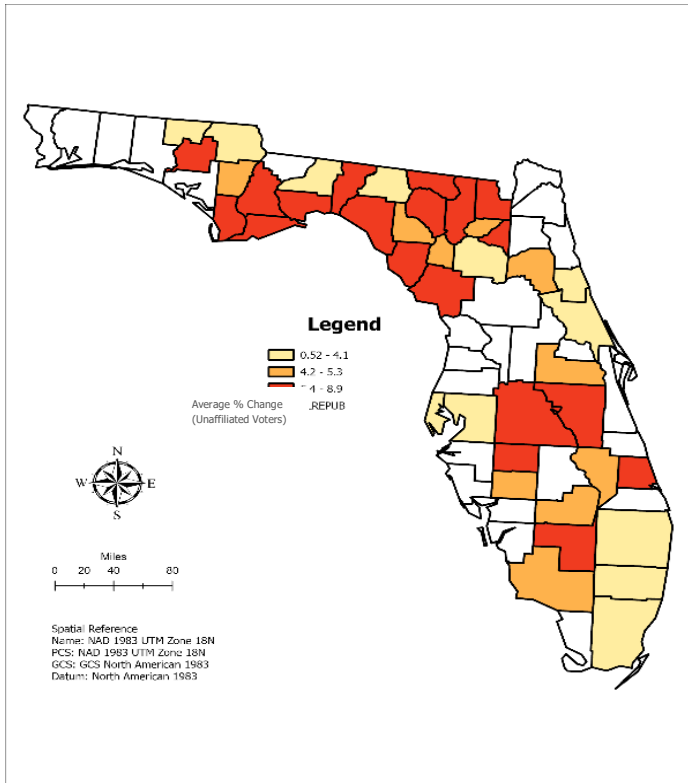 Legend
0.52 - 4.1
4.2 - 5.3
4 - 8.9
Average % Change
.REPUB
(Unaffiliated Voters)
N
W E
S
Miles
0 20 40 80
Spatial Reference
Name: NAD 1983 UTM Zone 18N
PCS: NAD 1983 UTM Zone 18N
GCS: GCS North American 1983
Datum: North American 1983